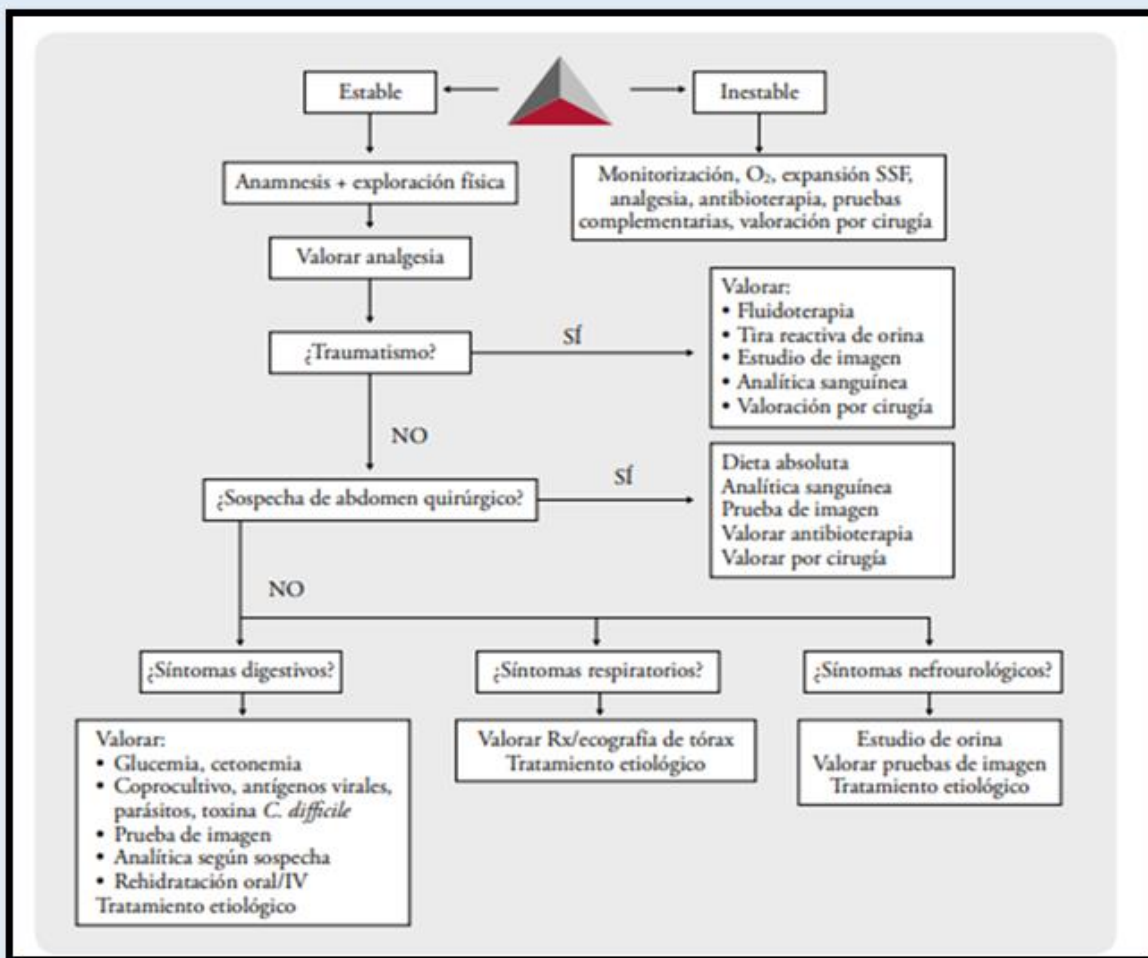 Estable
Inestable
Anamnesis + exploración física
Monitorización, O₂, expansión SSF,
analgesia, antibioterapia, pruebas
complementarias, valoración por cirugía
Valorar analgesia
¿Traumatismo?
SÍ
Valorar:
• Fluidoterapia
• Tira reactiva de orina
• Estudio de imagen
• Analítica sanguínea
• Valoración por cirugía
NO
¿Sospecha de abdomen quirúrgico?
SÍ
Dieta absoluta
Analítica sanguínea
Prueba de imagen
Valorar antibioterapia
Valorar por cirugía
NO
¿Síntomas digestivos?
Valorar:
• Glucemia, cetonemia
• Coprocultivo, antígenos virales,
parásitos, toxina C. difficile
• Prueba de imagen
• Analítica según sospecha
• Rehidratación oral/IV
Tratamiento etiológico
¿Síntomas respiratorios?
Valorar Rx/ecografía de tórax
Tratamiento etiológico
¿Síntomas nefrourológicos?
Estudio de orina
Valorar pruebas de imagen
Tratamiento etiológico